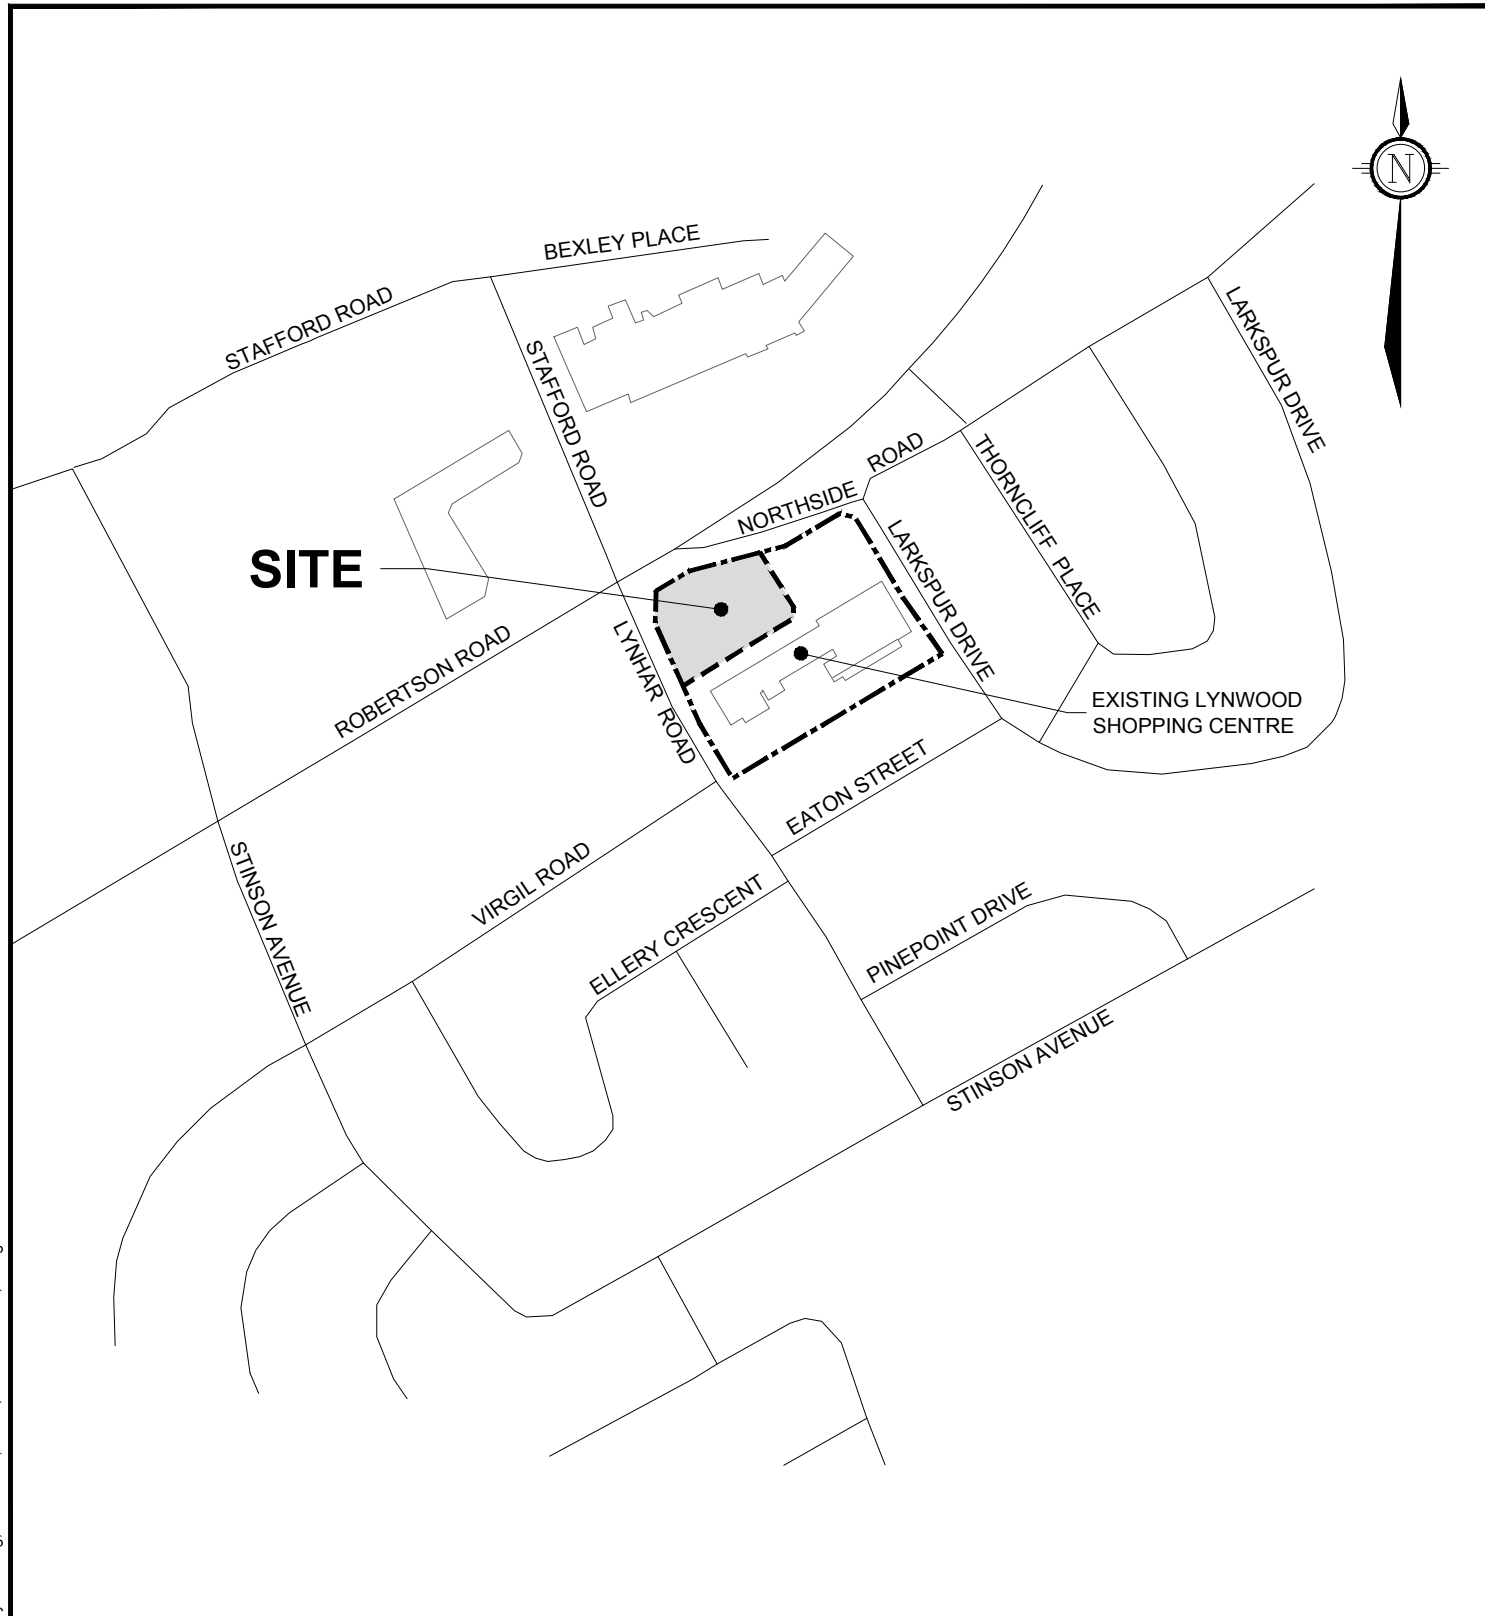 N
BEXLEY PLACE
STAFFORD ROAD
LARKSPUR DRIVE
STAFFORD ROAD
NORTHSIDE ROAD
THORNCLIFF PLACE
SITE
LARKSPUR DRIVE
LYNHAR ROAD
ROBERTSON ROAD
EXISTING LYNWOOD
SHOPPING CENTRE
EATON STREET
STINSON AVENUE
VIRGIL ROAD
ELLERY CRESCENT
PINEPOINT DRIVE
STINSON AVENUE